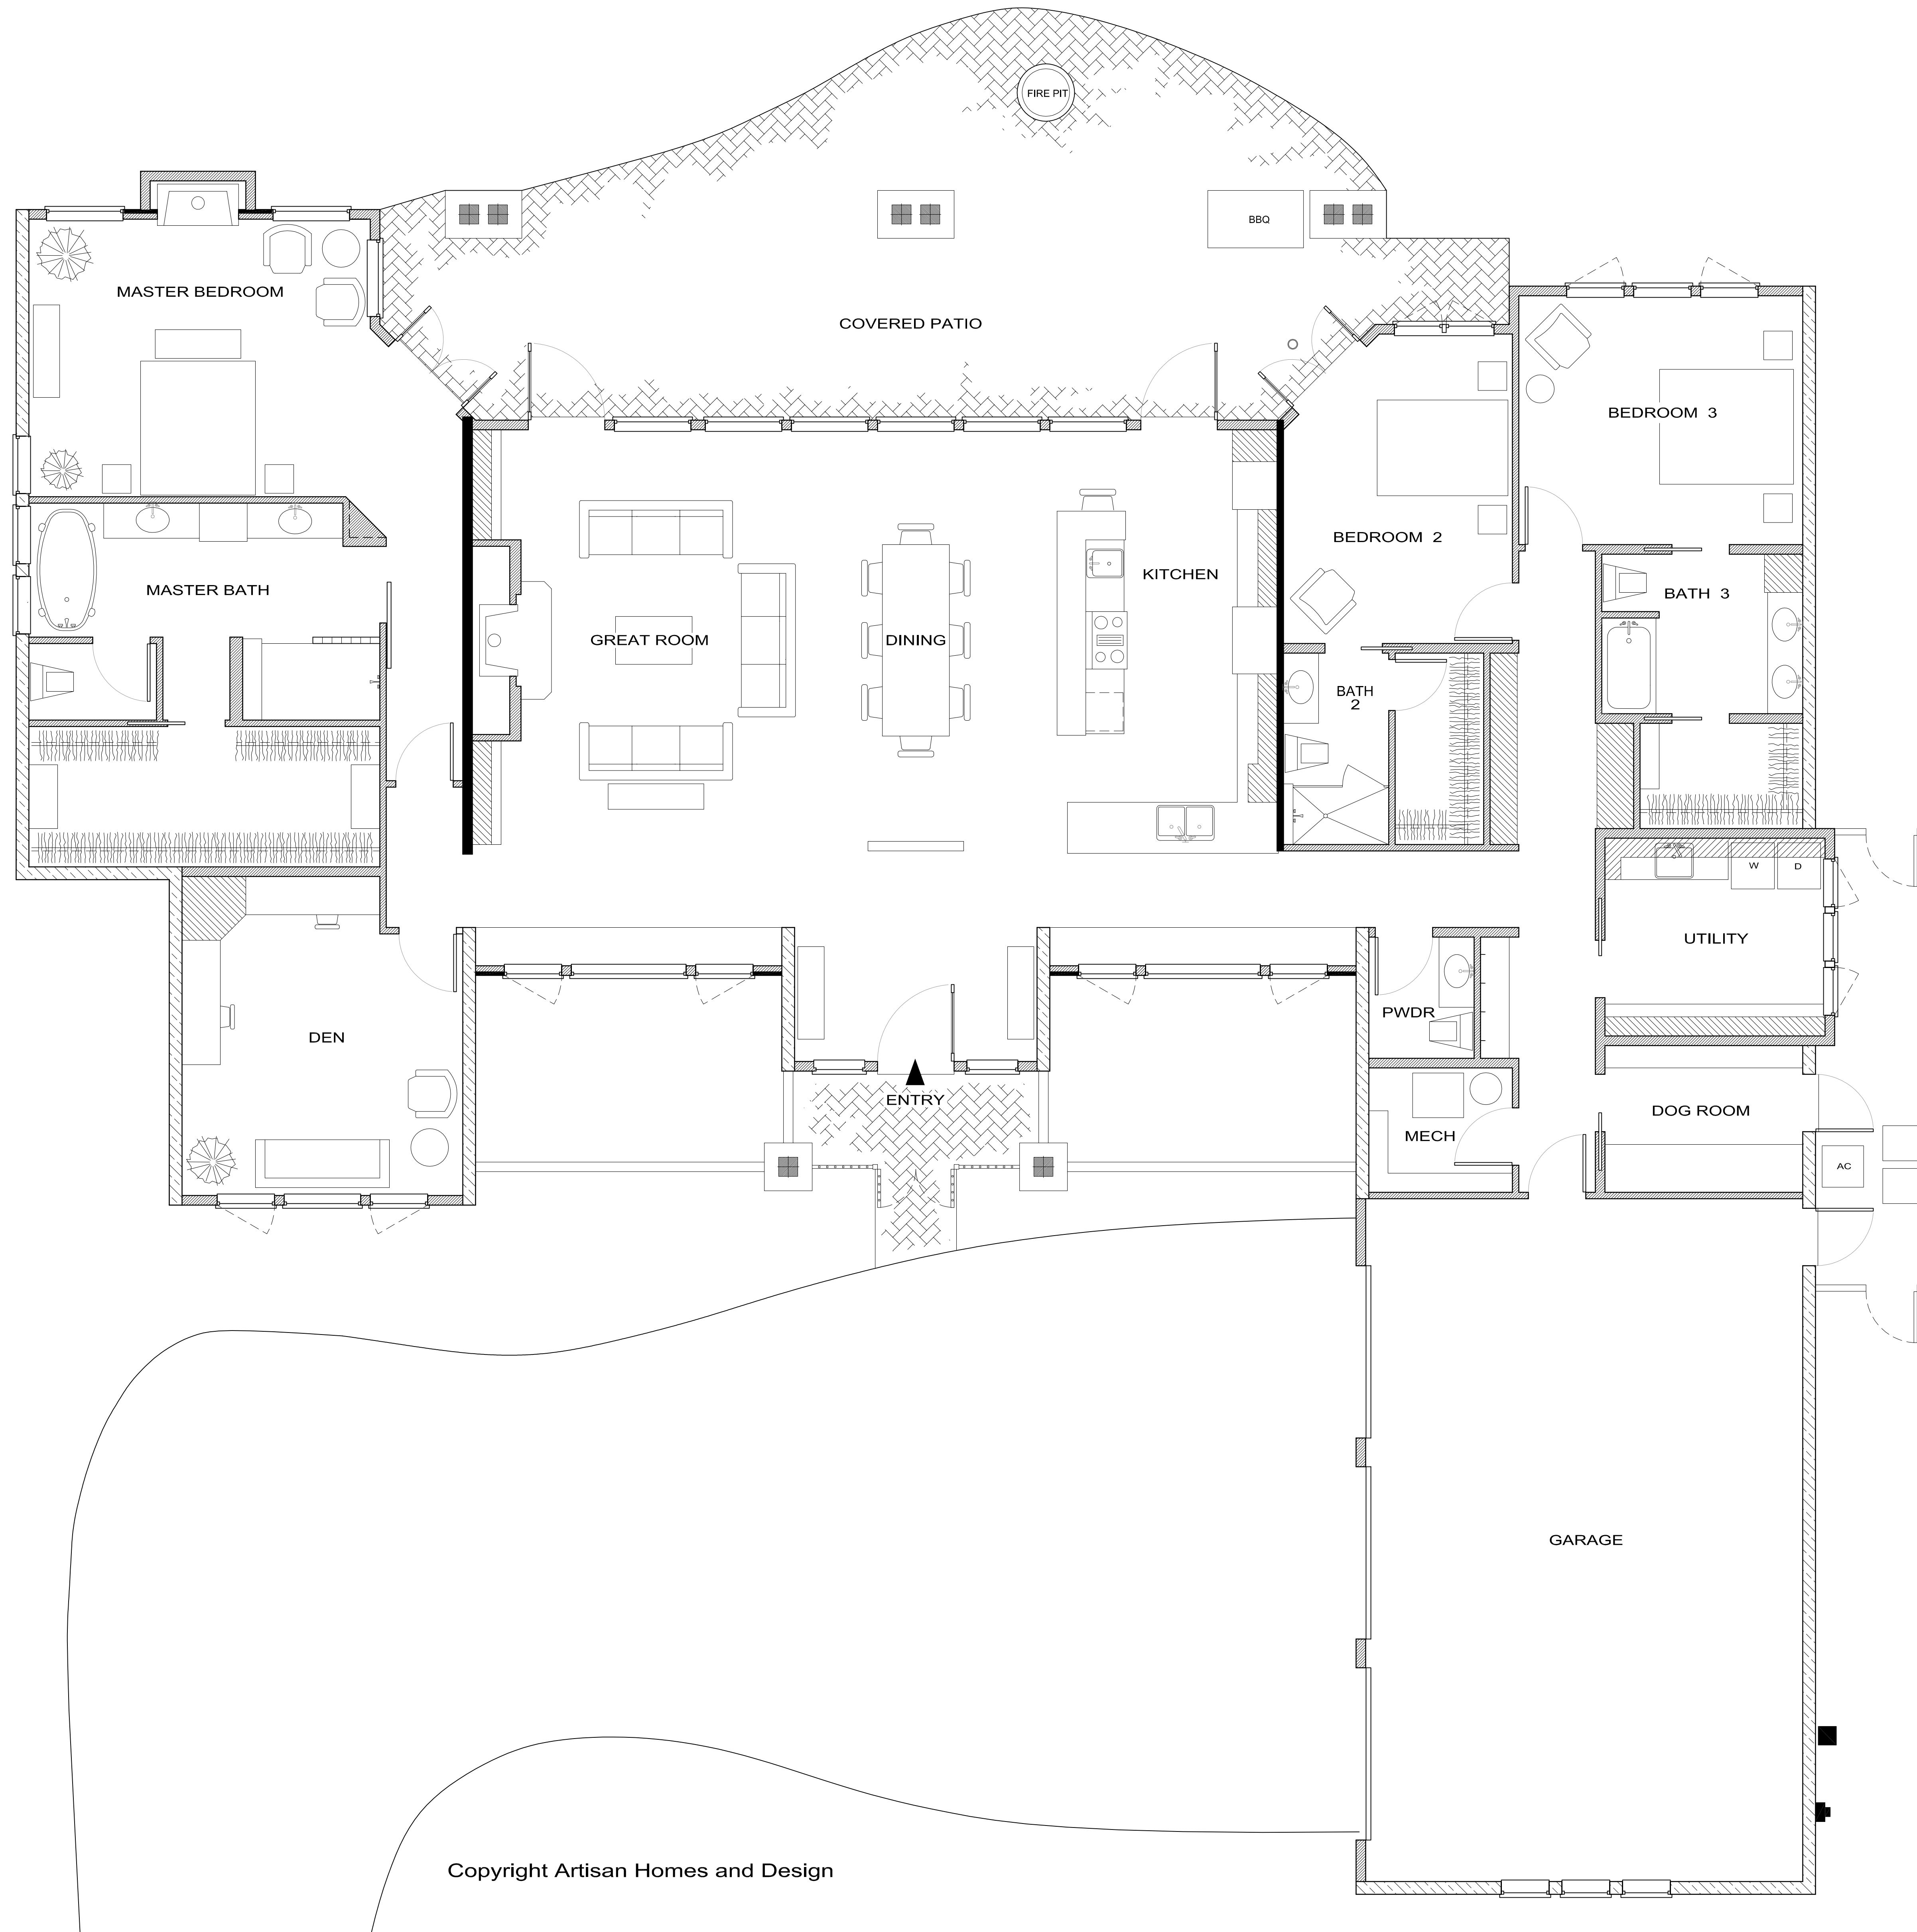 FIRE PIT
BBQ
MASTER BEDROOM
COVERED PATIO
BEDROOM 3
BEDROOM 2
KITCHEN
MASTER BATH
BATH 3
GREAT ROOM
DINING
BATH
2
W
D
UTILITY
PWDR
DEN
ENTRY
DOG ROOM
MECH
AC
GARAGE
Copyright Artisan Homes and Design